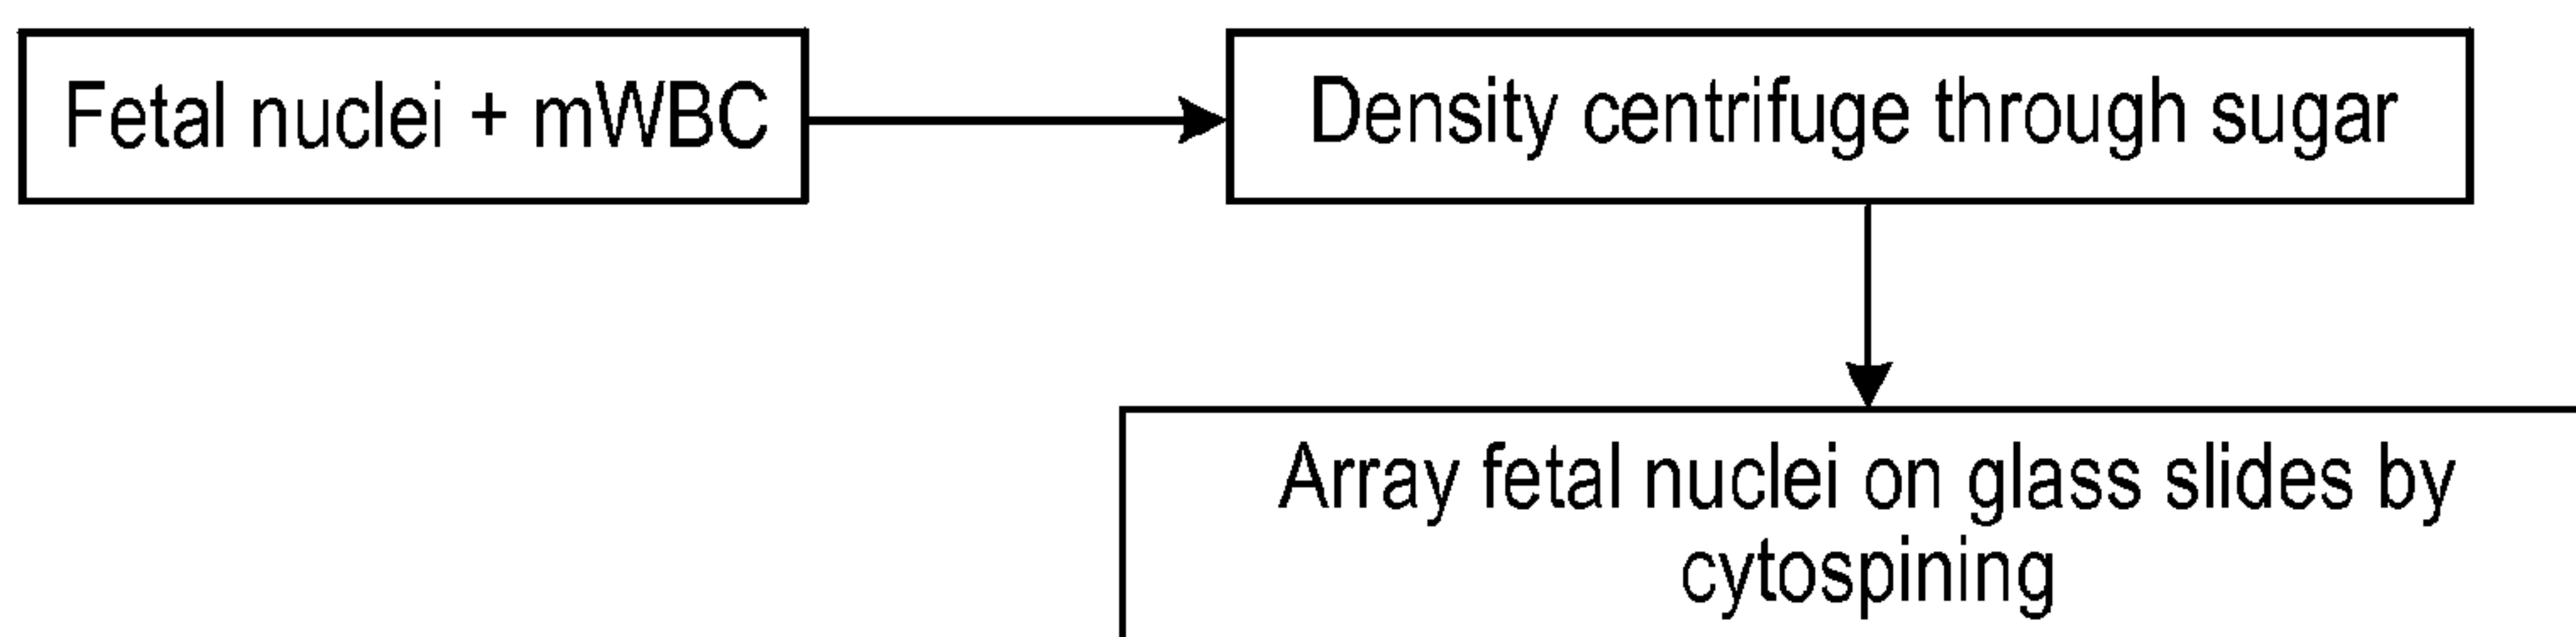 Fetal nuclei + mWBC
Density centrifuge through sugar
Array fetal nuclei on glass slides by
cytospining